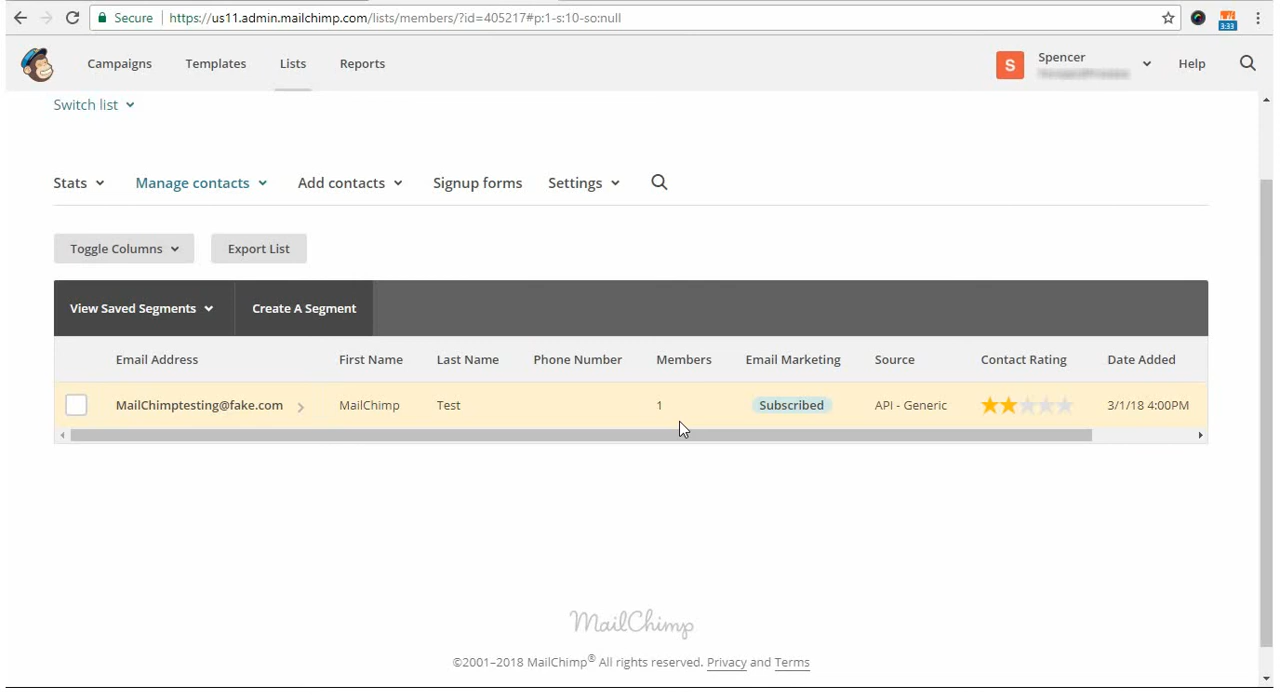 Secure https://us11.admin.mailchimp.com/lists/members/?id=405217#p:1-s:10-so:null
3:33
Campaigns Templates Lists Reports S Spencer Help
Switch list
Stats Manage contacts Add contacts Signup forms Settings
Toggle Columns Export List
View Saved Segments Create A Segment
Email Address First Name Last Name Phone Number Members Email Marketing Source Contact Rating Date Added
MailChimptesting@fake.com MailChimp Test 1 Subscribed API - Generic 3/1/18 4:00PM
MailChimp
©2001–2018 MailChimp® All rights reserved. Privacy and Terms